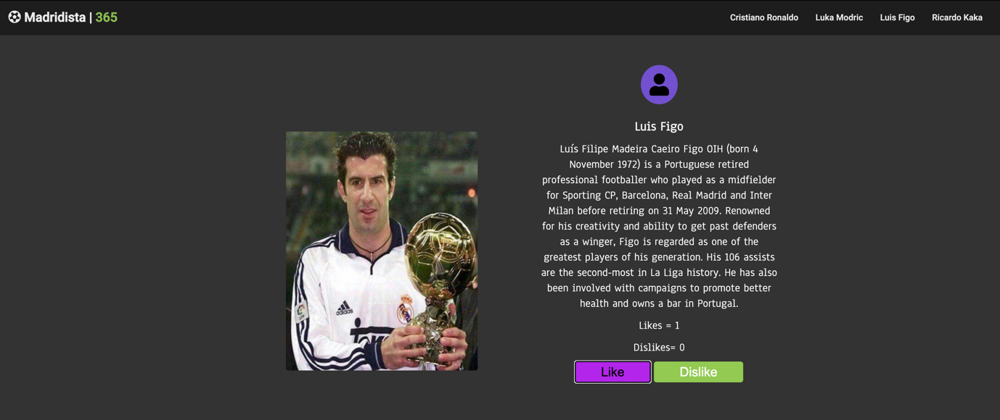 Madridista | 365
Cristiano Ronaldo Luka Modric Luis Figo Ricardo Kaka
Luis Figo
Luís Filipe Madeira Caeiro Figo OIH (born 4
November 1972) is a Portuguese retired
professional footballer who played as a midfielder
for Sporting CP, Barcelona, Real Madrid and Inter
Milan before retiring on 31 May 2009. Renowned
for his creativity and ability to get past defenders
as a winger, Figo is regarded as one of the
greatest players of his generation. His 106 assists
are the second-most in La Liga history. He has also
been involved with campaigns to promote better
health and owns a bar in Portugal.
adidas
Likes = 1
Dislikes= 0
Like Dislike